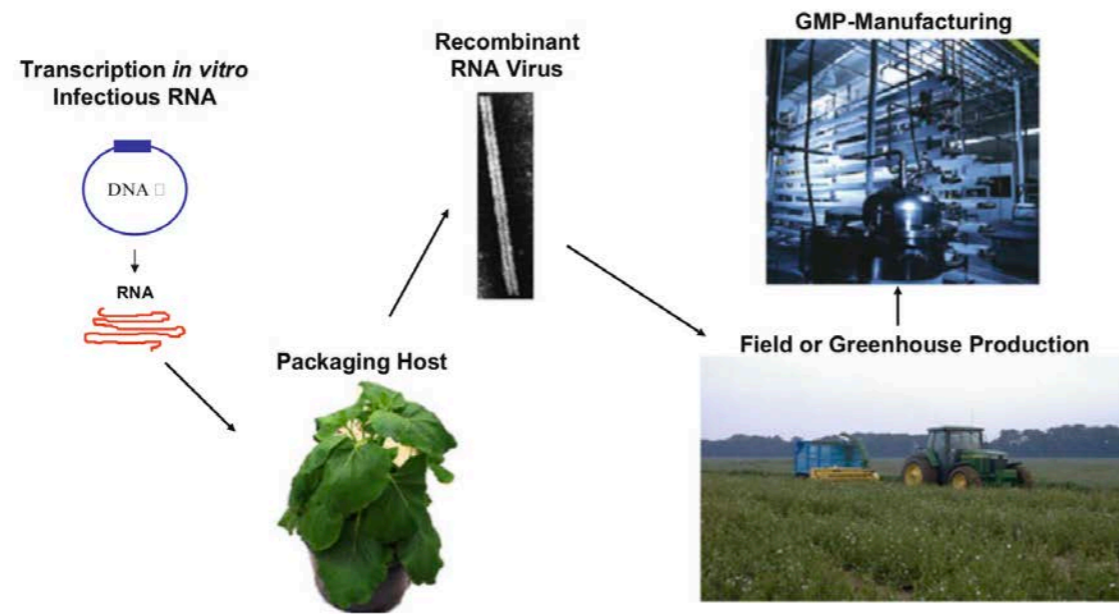 Transcription in vitro
Infectious RNA
DNA □
RNA
Packaging Host
Recombinant
RNA Virus
Field or Greenhouse Production
GMP-Manufacturing